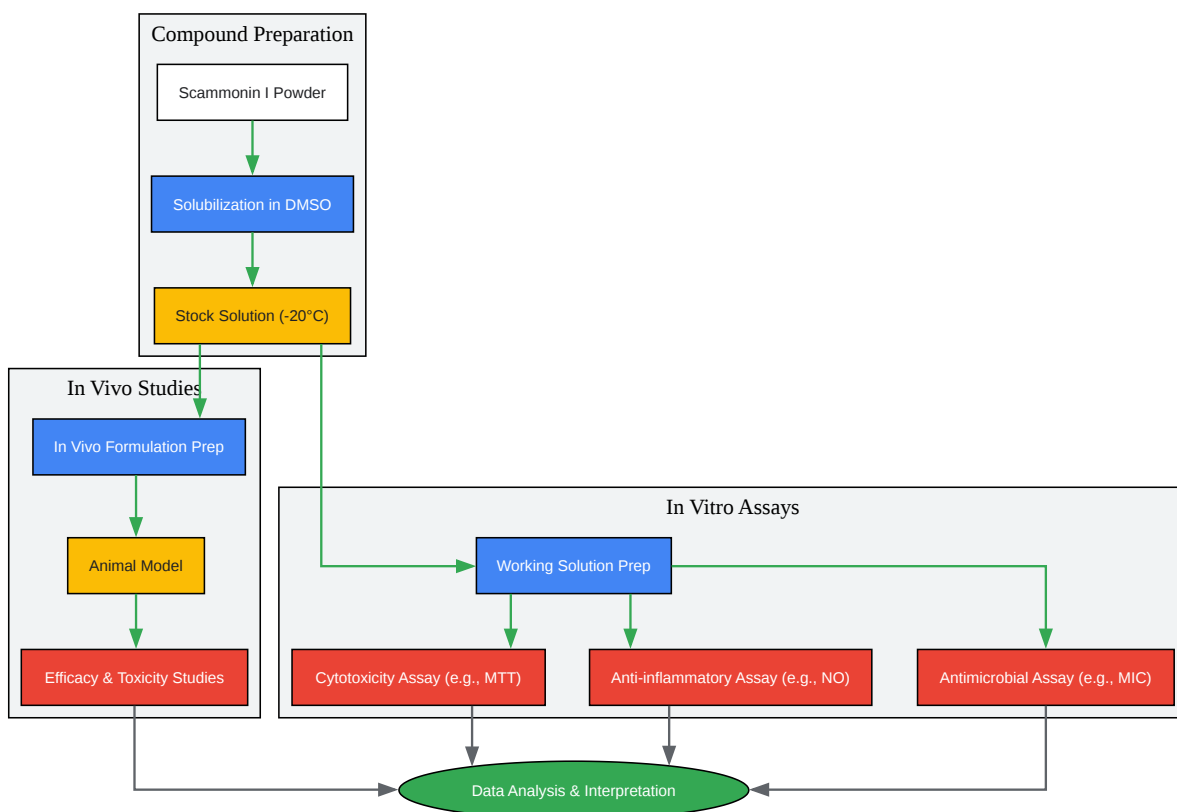 Compound Preparation
Scammonin I Powder
Solubilization in DMSO
Stock Solution (-20°C)
In Vivo Studies
In Vivo Formulation Prep
Animal Model
Efficacy & Toxicity Studies
In Vitro Assays
Working Solution Prep
Cytotoxicity Assay (e.g., MTT)
Anti-inflammatory Assay (e.g., NO)
Antimicrobial Assay (e.g., MIC)
Data Analysis & Interpretation